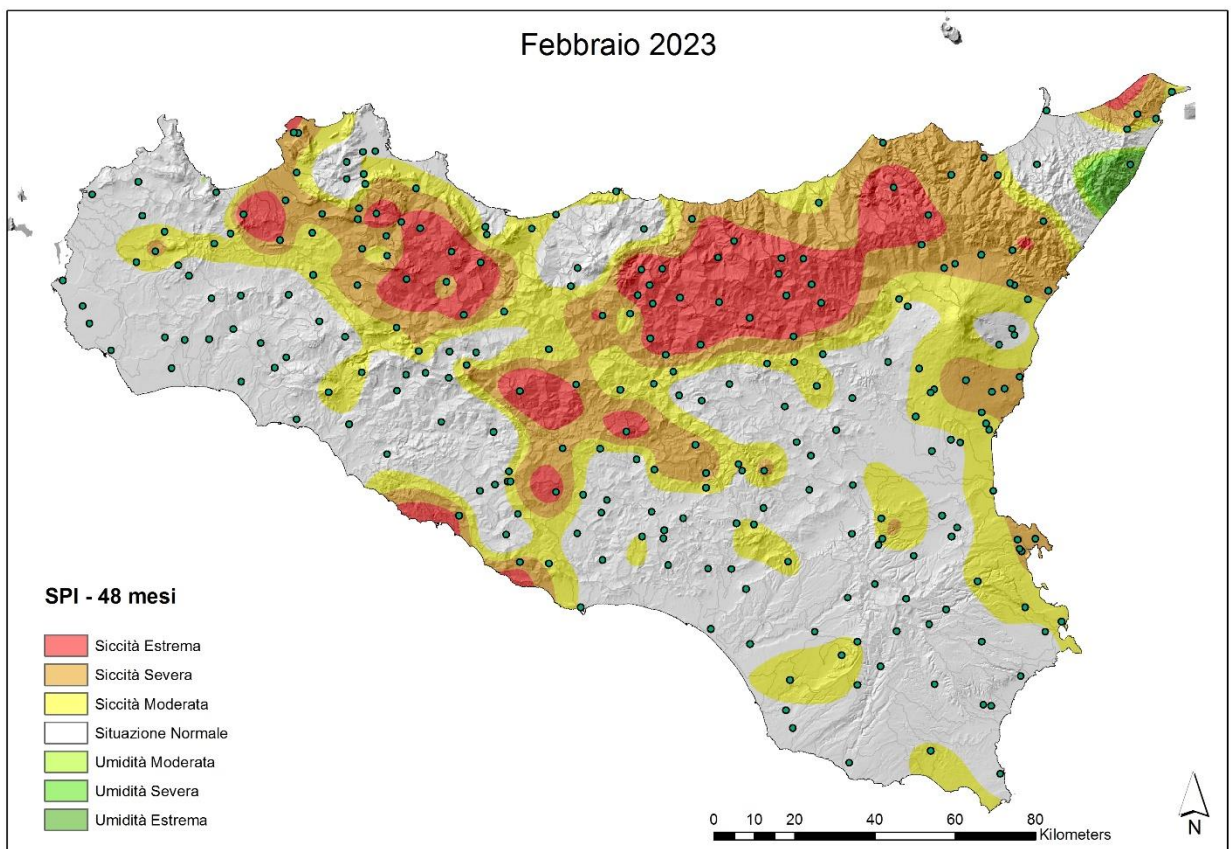 Febbraio 2023
SPI - 48 mesi
Siccità Estrema
Siccità Severa
Siccità Moderata
Situazione Normale
Umidità Moderata
Umidità Severa
Umidità Estrema
0 10 20 40 60 80
Kilometers
N